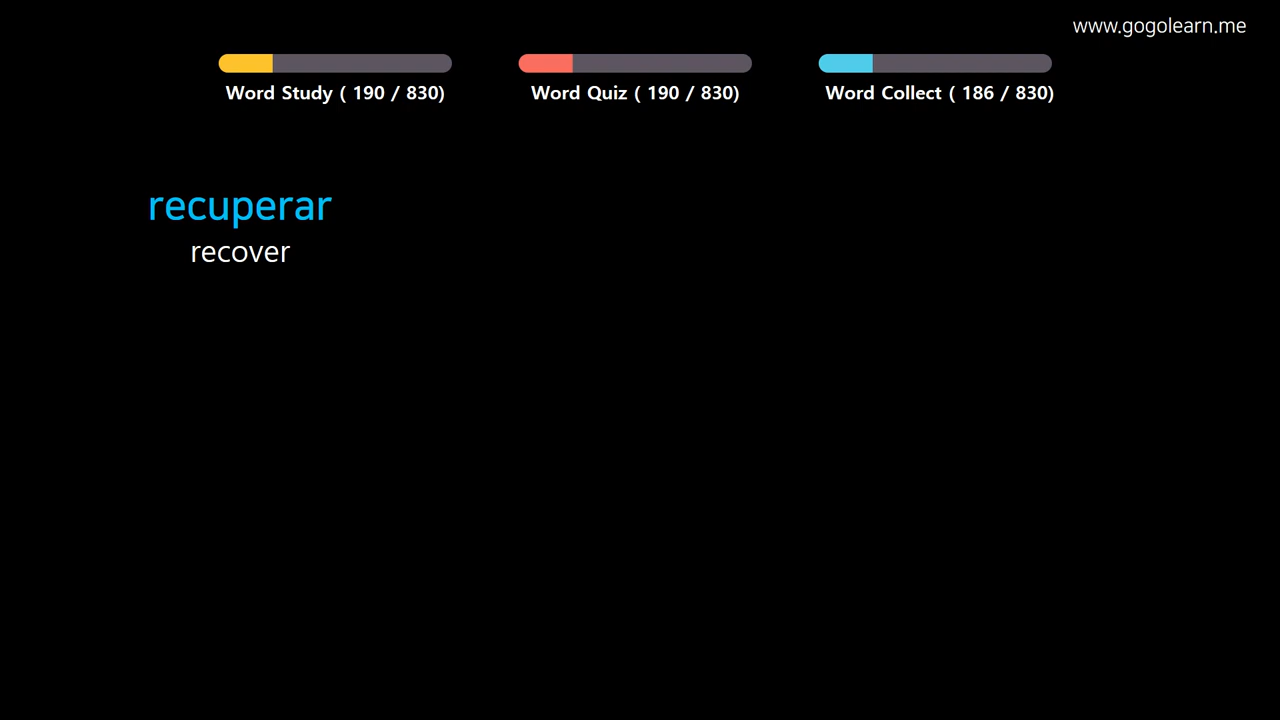 www.gogolearn.me
Word Study ( 190 / 830)
Word Quiz ( 190 / 830)
Word Collect ( 186 / 830)
recuperar
recover